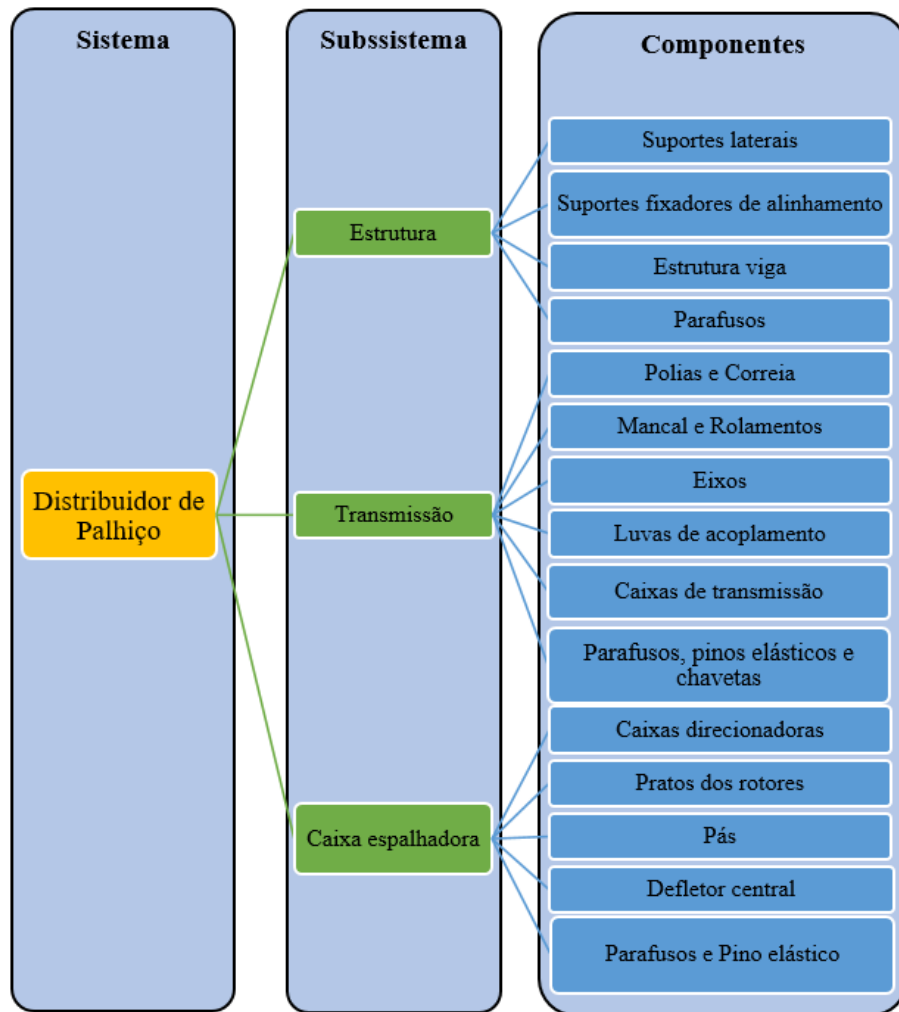 Sistema
Subssistema
Componentes
Suportes laterais
Suportes fixadores de alinhamento
Estrutura
Estrutura viga
Parafusos
Polias e Correia
Mancal e Rolamentos
Eixos
Distribuidor de
Palhiço
Transmissão
Luvas de acoplamento
Caixas de transmissão
Parafusos, pinos elásticos e
chavetas
Caixas direcionadoras
Pratos dos rotores
Caixa espalhadora
Pás
Defletor central
Parafusos e Pino elástico